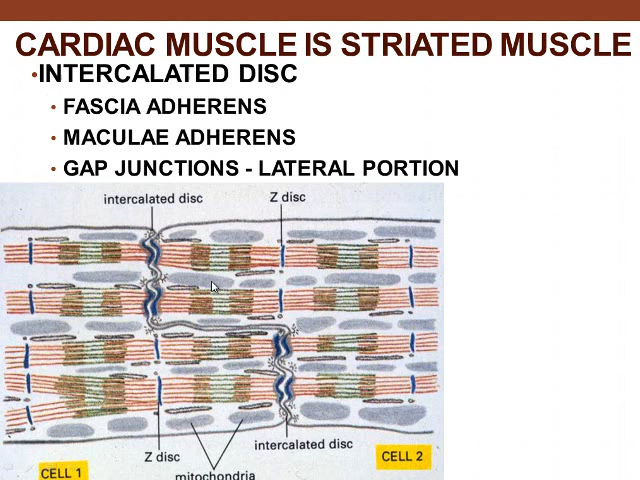 CARDIAC MUSCLE IS STRIATED MUSCLE
•INTERCALATED DISC
• FASCIA ADHERENS
• MACULAE ADHERENS
• GAP JUNCTIONS - LATERAL PORTION
intercalated disc
Z disc
Z disc
intercalated disc
CELL 1
mitochondria
CELL 2